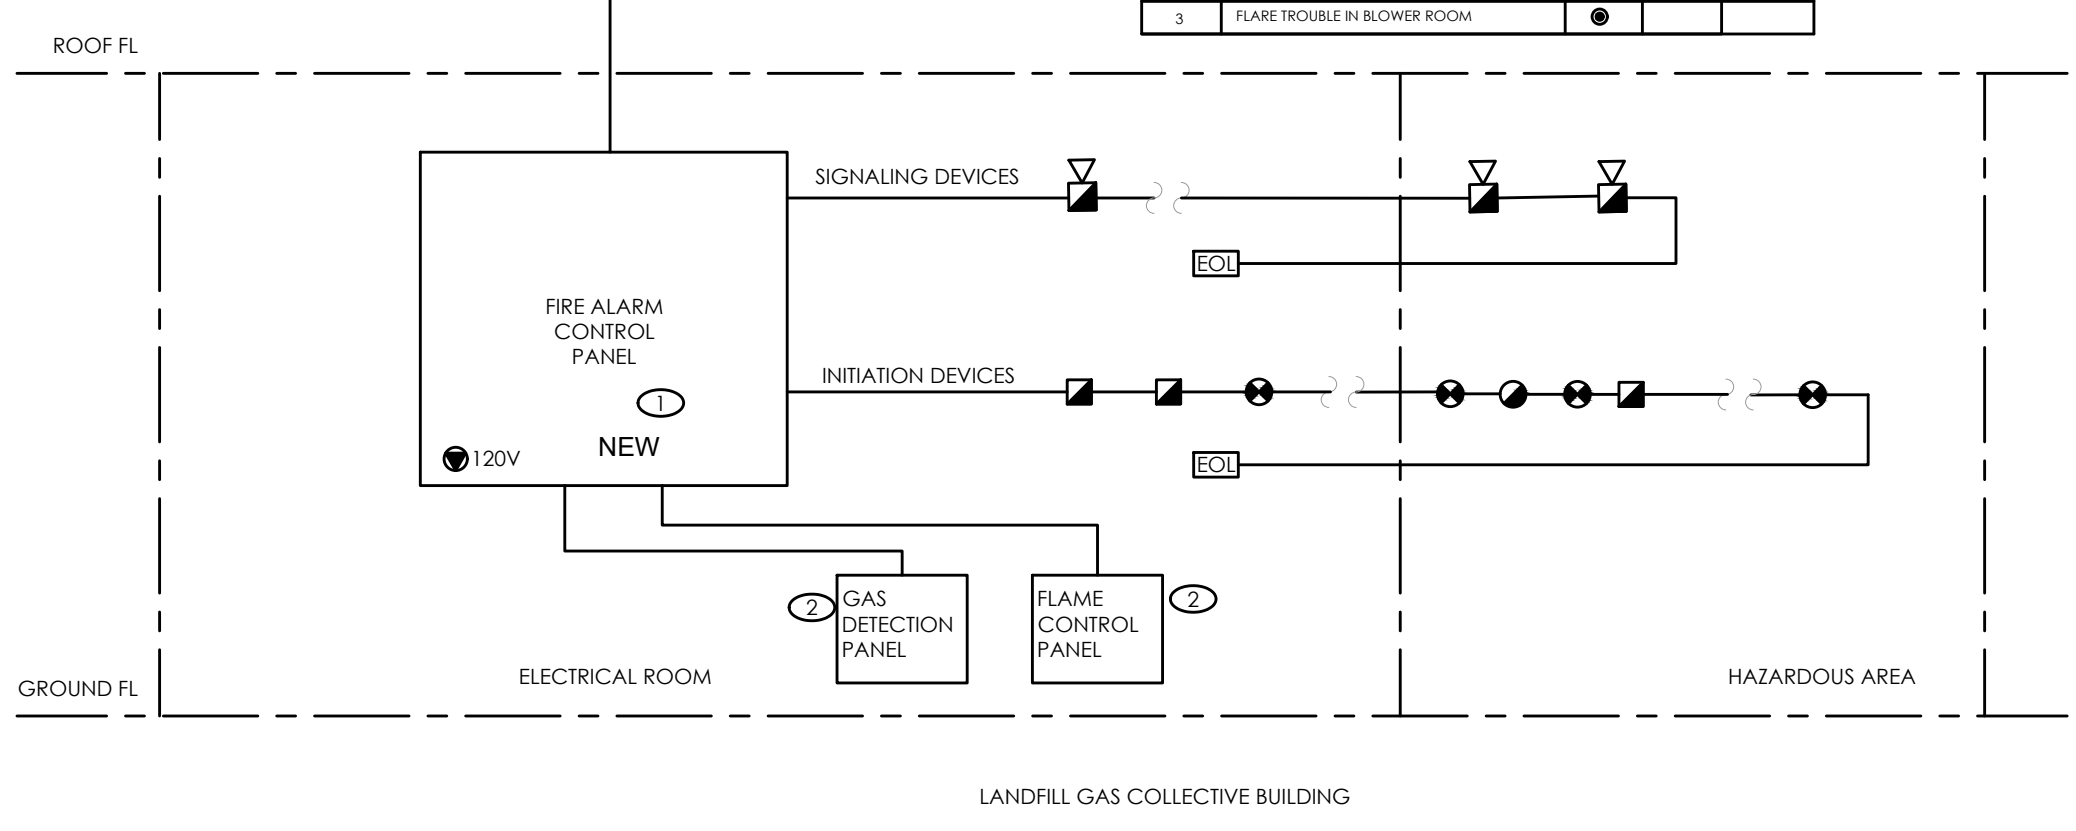 3 FLARE TROUBLE IN BLOWER ROOM
ROOF FL
SIGNALING DEVICES
EOL
FIRE ALARM
CONTROL
PANEL
INITIATION DEVICES
1
NEW
120V
EOL
2
GAS
DETECTION
PANEL
FLAME
CONTROL
PANEL
2
ELECTRICAL ROOM
HAZARDOUS AREA
GROUND FL
LANDFILL GAS COLLECTIVE BUILDING